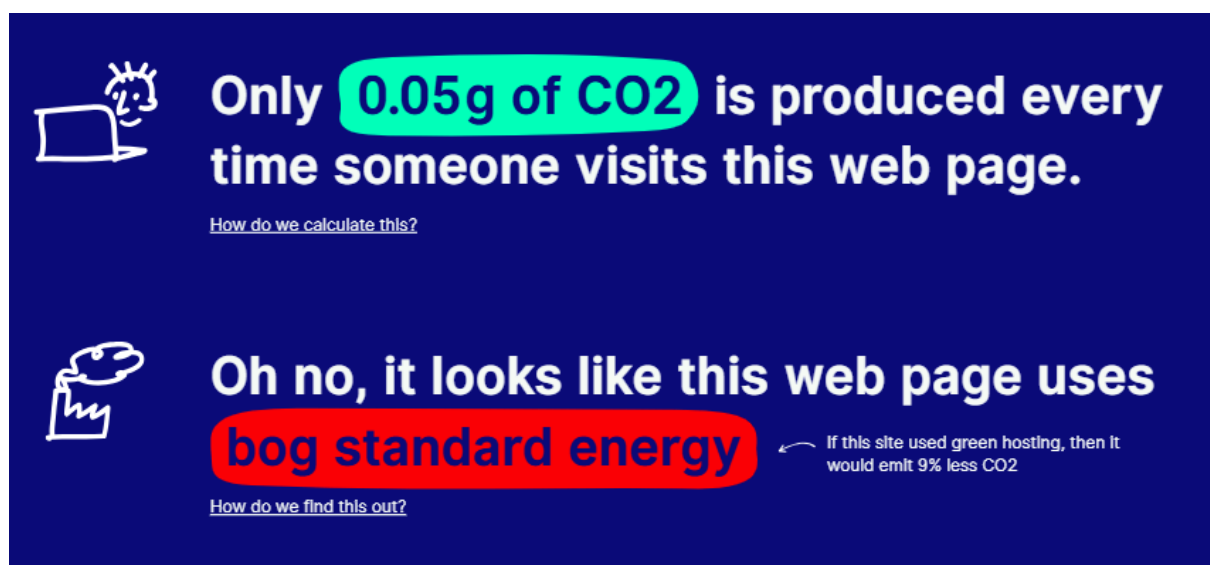 Only 0.05g of CO2 is produced every
time someone visits this web page.
How do we calculate this?
Oh no, it looks like this web page uses
bog standard energy
If this site used green hosting, then it
would emit 9% less CO2
How do we find this out?